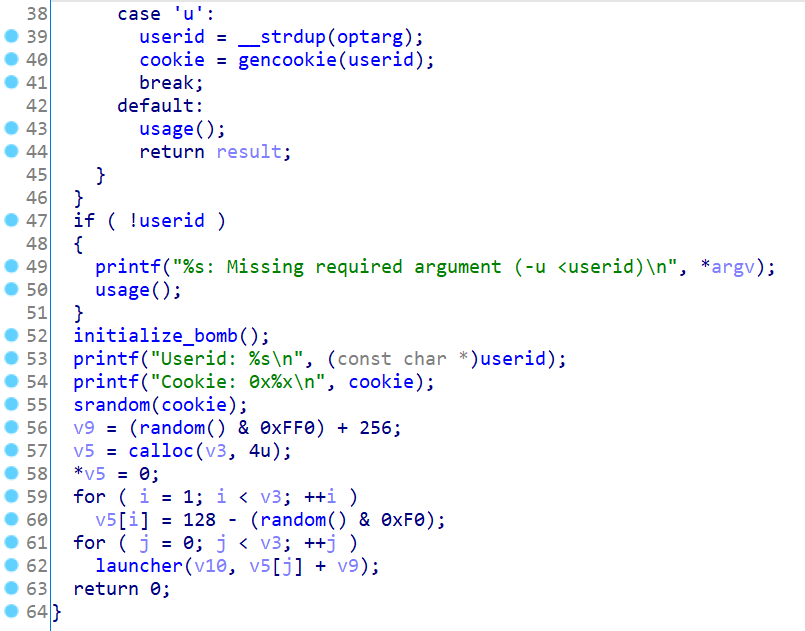 38 case 'u':
39 userid = __strdup(optarg);
40 cookie = gencookie(userid);
41 break;
42 default:
43 usage();
44 return result;
45 }
46 }
47 if ( !userid )
48 {
49 printf("%s: Missing required argument (-u <userid)\n", *argv);
50 usage();
51 }
52 initialize_bomb();
53 printf("Userid: %s\n", (const char *)userid);
54 printf("Cookie: 0x%x\n", cookie);
55 srandom(cookie);
56 v9 = (random() & 0xFF0) + 256;
57 v5 = calloc(v3, 4u);
58 *v5 = 0;
59 for ( i = 1; i < v3; ++i )
60 v5[i] = 128 - (random() & 0xF0);
61 for ( j = 0; j < v3; ++j )
62 launcher(v10, v5[j] + v9);
63 return 0;
64 }